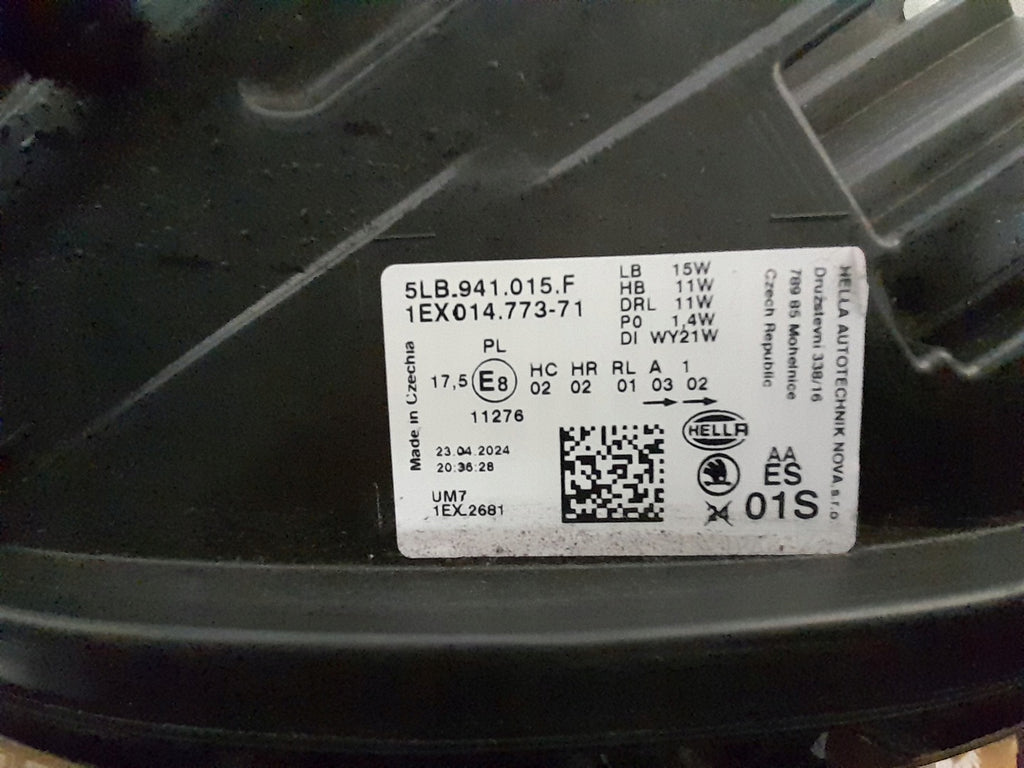 5LB.941.015.F
1EX014.773-71
LB 15W
HB 11W
DRL 11W
PO 1,4W
DI WY21W
PL
17,5 E8 HC HR RL A 1
02 02 01 03 02
11276
Made in Czechia
23.04.2024
20:36:28
UM7
1EX.2681
HELLA
AA
ES
01S
HELLA AUTOTECHNIK NOVA, s.r.o
Družstevní 338/16
789 85 Mohelnice
Czech Republic